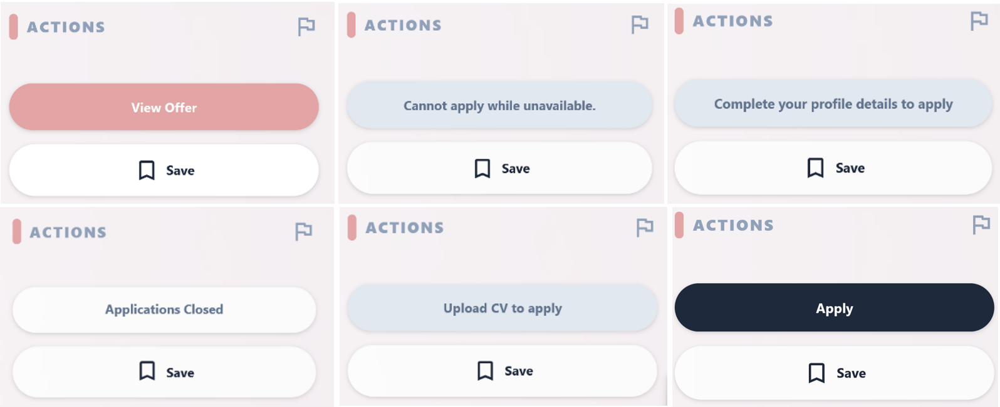 ACTIONS
View Offer
Save
ACTIONS
Cannot apply while unavailable.
Save
ACTIONS
Complete your profile details to apply
Save
ACTIONS
Applications Closed
Save
ACTIONS
Upload CV to apply
Save
ACTIONS
Apply
Save